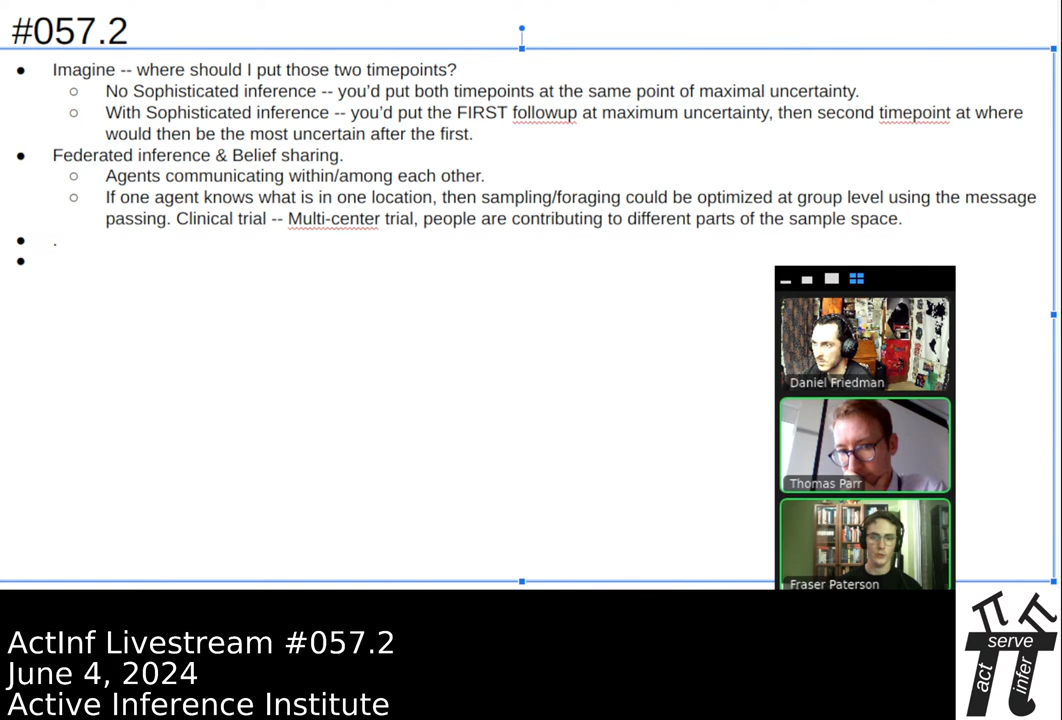 #057.2
● Imagine -- where should I put those two timepoints?
○ No Sophisticated inference -- you’d put both timepoints at the same point of maximal uncertainty.
○ With Sophisticated inference -- you’d put the FIRST followup at maximum uncertainty, then second timepoint at where
would then be the most uncertain after the first.
● Federated inference & Belief sharing.
○ Agents communicating within/among each other.
○ If one agent knows what is in one location, then sampling/foraging could be optimized at group level using the message
passing. Clinical trial -- Multi-center trial, people are contributing to different parts of the sample space.
● .
●
Daniel Friedman
Thomas Parr
Fraser Paterson
ActInf Livestream #057.2
June 4, 2024
Active Inference Institute
π π
serve
act infer